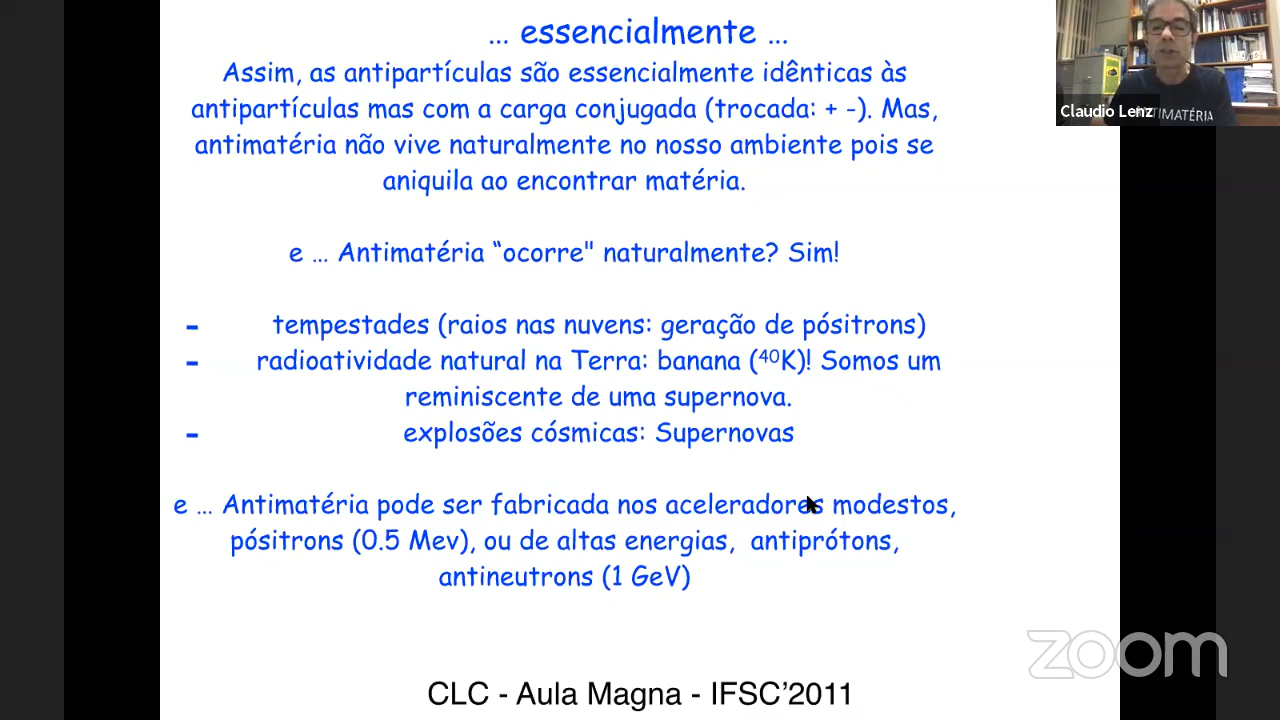 ... essencialmente ...
Assim, as antipartículas são essencialmente idênticas às
antipartículas mas com a carga conjugada (trocada: + -). Mas,
antimatéria não vive naturalmente no nosso ambiente pois se
aniquila ao encontrar matéria.
e ... Antimatéria “ocorre" naturalmente? Sim!
- tempestades (raios nas nuvens: geração de pósitrons)
- radioatividade natural na Terra: banana (⁴⁰K)! Somos um
reminiscente de uma supernova.
- explosões cósmicas: Supernovas
e ... Antimatéria pode ser fabricada nos aceleradores modestos,
pósitrons (0.5 Mev), ou de altas energias, antiprótons,
antineutrons (1 GeV)
CLC - Aula Magna - IFSC’2011
Claudio Lenz
TIMATÉRIA
zoom